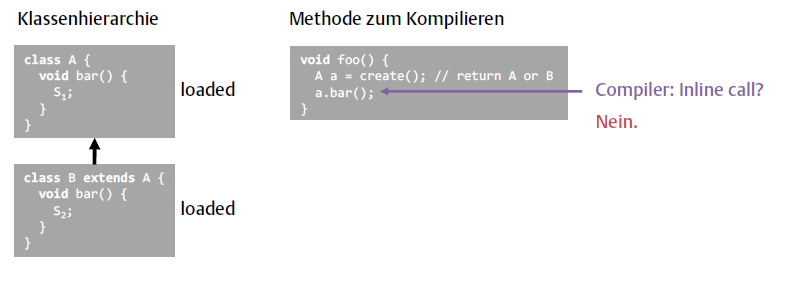 Klassenhierarchie
class A {
  void bar() {
    S1;
  }
}
loaded
class B extends A {
  void bar() {
    S2;
  }
}
loaded
Methode zum Kompilieren
void foo() {
  A a = create(); // return A or B
  a.bar();
}
Compiler: Inline call?
Nein.